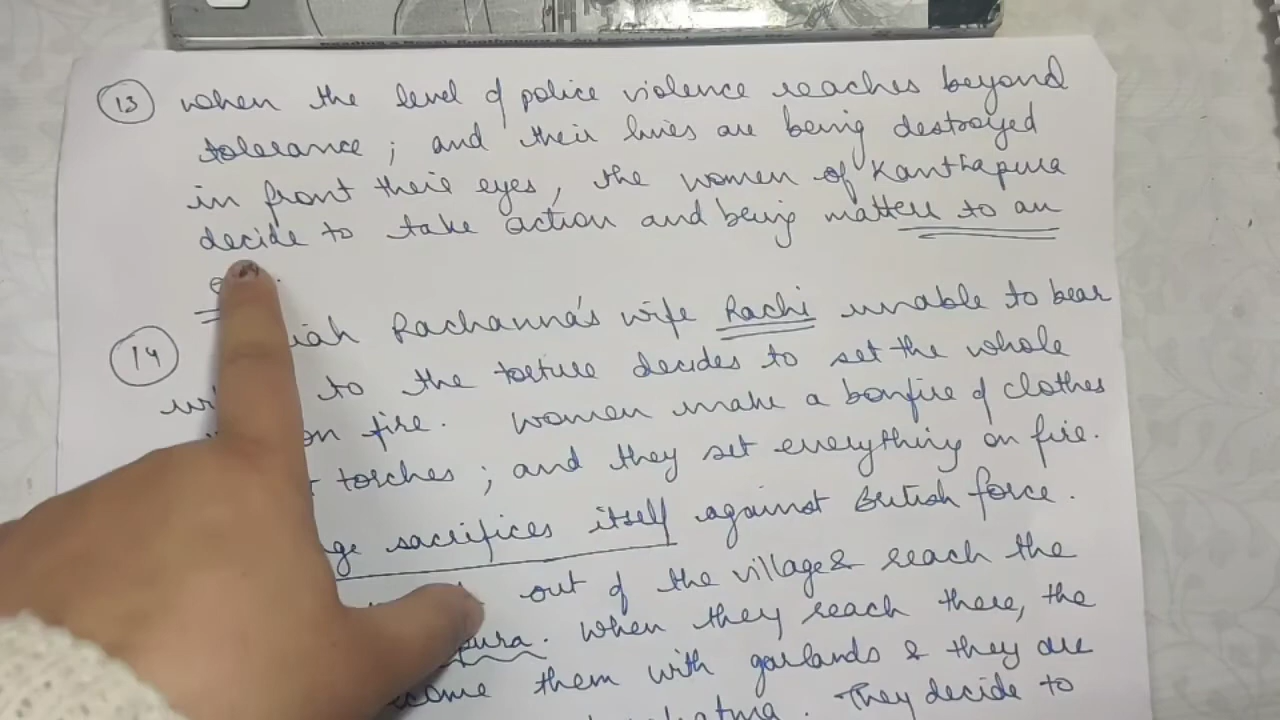 13 when the level of police violence reaches beyond
tolerance ; and their lives are being destroyed
in front their eyes, the women of Kanthapura
decide to take action and being matters to an
14 Rachanna's wife Rachi unable to bear
to the torture decides to set the whole
on fire. Women make a bonfire of clothes
torches ; and they set everything on fire.
sacrifices itself against British force.
out of the village & reach the
pura. When they reach there, the
them with garlands & they are
They decide to